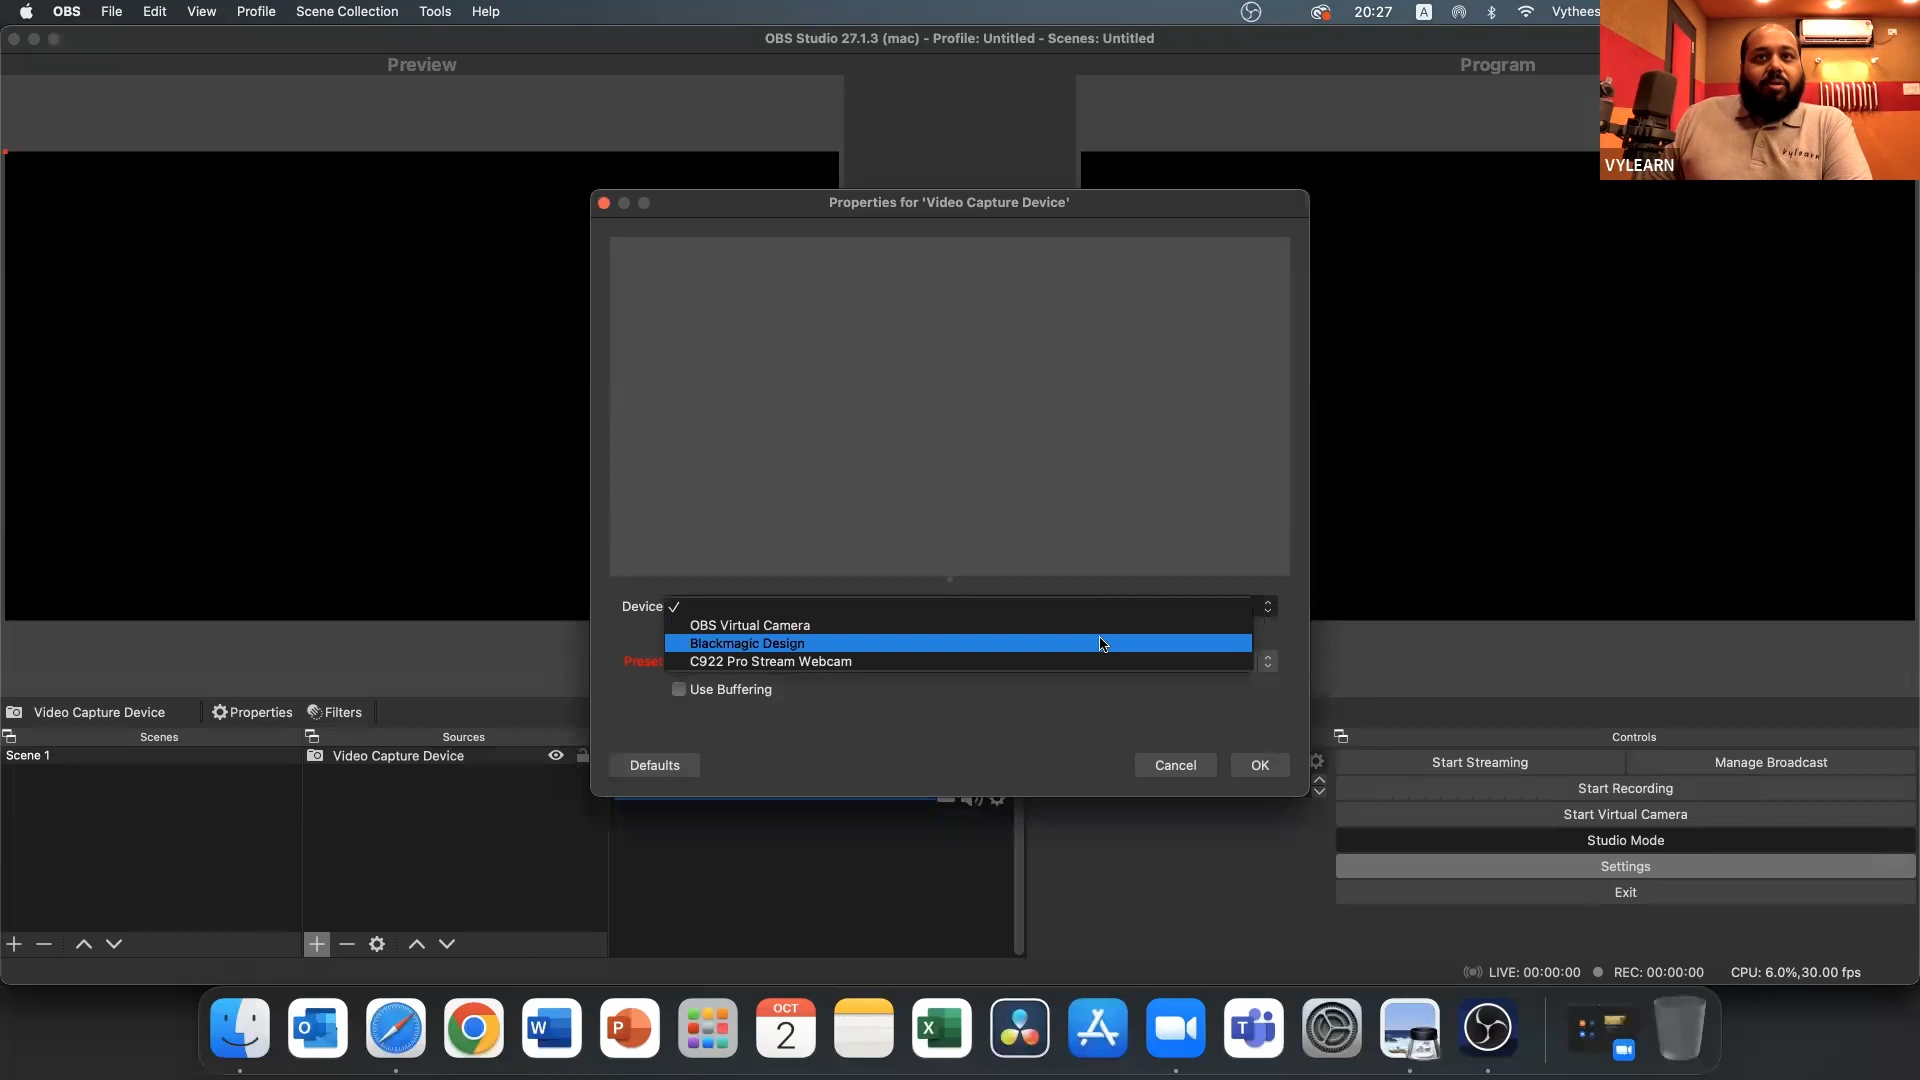 OBS File Edit View Profile Scene Collection Tools Help 20:27 A Vythees
OBS Studio 27.1.3 (mac) - Profile: Untitled - Scenes: Untitled
Preview
Program
vylearn
VYLEARN
Properties for 'Video Capture Device'
Device
OBS Virtual Camera
Blackmagic Design
Preset
C922 Pro Stream Webcam
Use Buffering
Defaults
Cancel
OK
Video Capture Device
Properties
Filters
Scenes
Sources
Controls
Scene 1
Video Capture Device
Start Streaming
Manage Broadcast
Start Recording
Start Virtual Camera
Studio Mode
Settings
Exit
LIVE: 00:00:00
REC: 00:00:00
CPU: 6.0%,30.00 fps
O
W
P
OCT
2
X
T